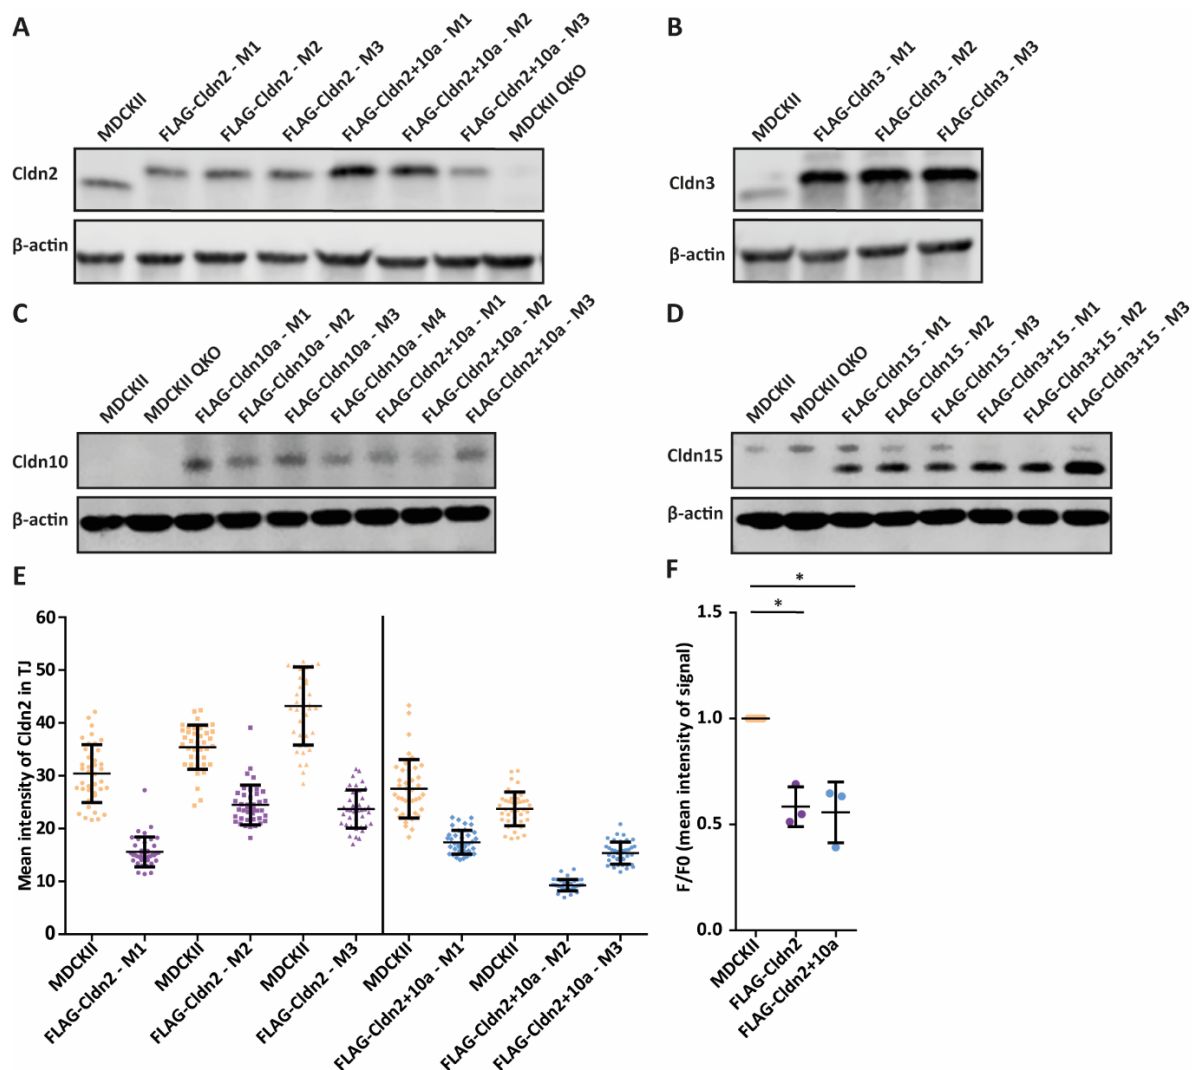 A
MDCKII
FLAG-Cldn2 - M1
FLAG-Cldn2 - M2
FLAG-Cldn2 - M3
FLAG-Cldn2+10a - M1
FLAG-Cldn2+10a - M2
FLAG-Cldn2+10a - M3
MDCKII QKO
Cldn2
β-actin
B
MDCKII
FLAG-Cldn3 - M1
FLAG-Cldn3 - M2
FLAG-Cldn3 - M3
Cldn3
β-actin
C
MDCKII
MDCKII QKO
FLAG-Cldn10a - M1
FLAG-Cldn10a - M2
FLAG-Cldn10a - M3
FLAG-Cldn10a - M4
FLAG-Cldn2+10a - M1
FLAG-Cldn2+10a - M2
FLAG-Cldn2+10a - M3
Cldn10
β-actin
D
MDCKII
MDCKII QKO
FLAG-Cldn15 - M1
FLAG-Cldn15 - M2
FLAG-Cldn15 - M3
FLAG-Cldn3+15 - M1
FLAG-Cldn3+15 - M2
FLAG-Cldn3+15 - M3
Cldn15
β-actin
E
Mean intensity of Cldn2 in TJ
60
50
40
30
20
10
0
MDCKII
FLAG-Cldn2 - M1
MDCKII
FLAG-Cldn2 - M2
MDCKII
FLAG-Cldn2 - M3
MDCKII
FLAG-Cldn2+10a - M1
MDCKII
FLAG-Cldn2+10a - M2
FLAG-Cldn2+10a - M3
F
*
*
F/F0 (mean intensity of signal)
1.5
1.0
0.5
0.0
MDCKII
FLAG-Cldn2
FLAG-Cldn2+10a